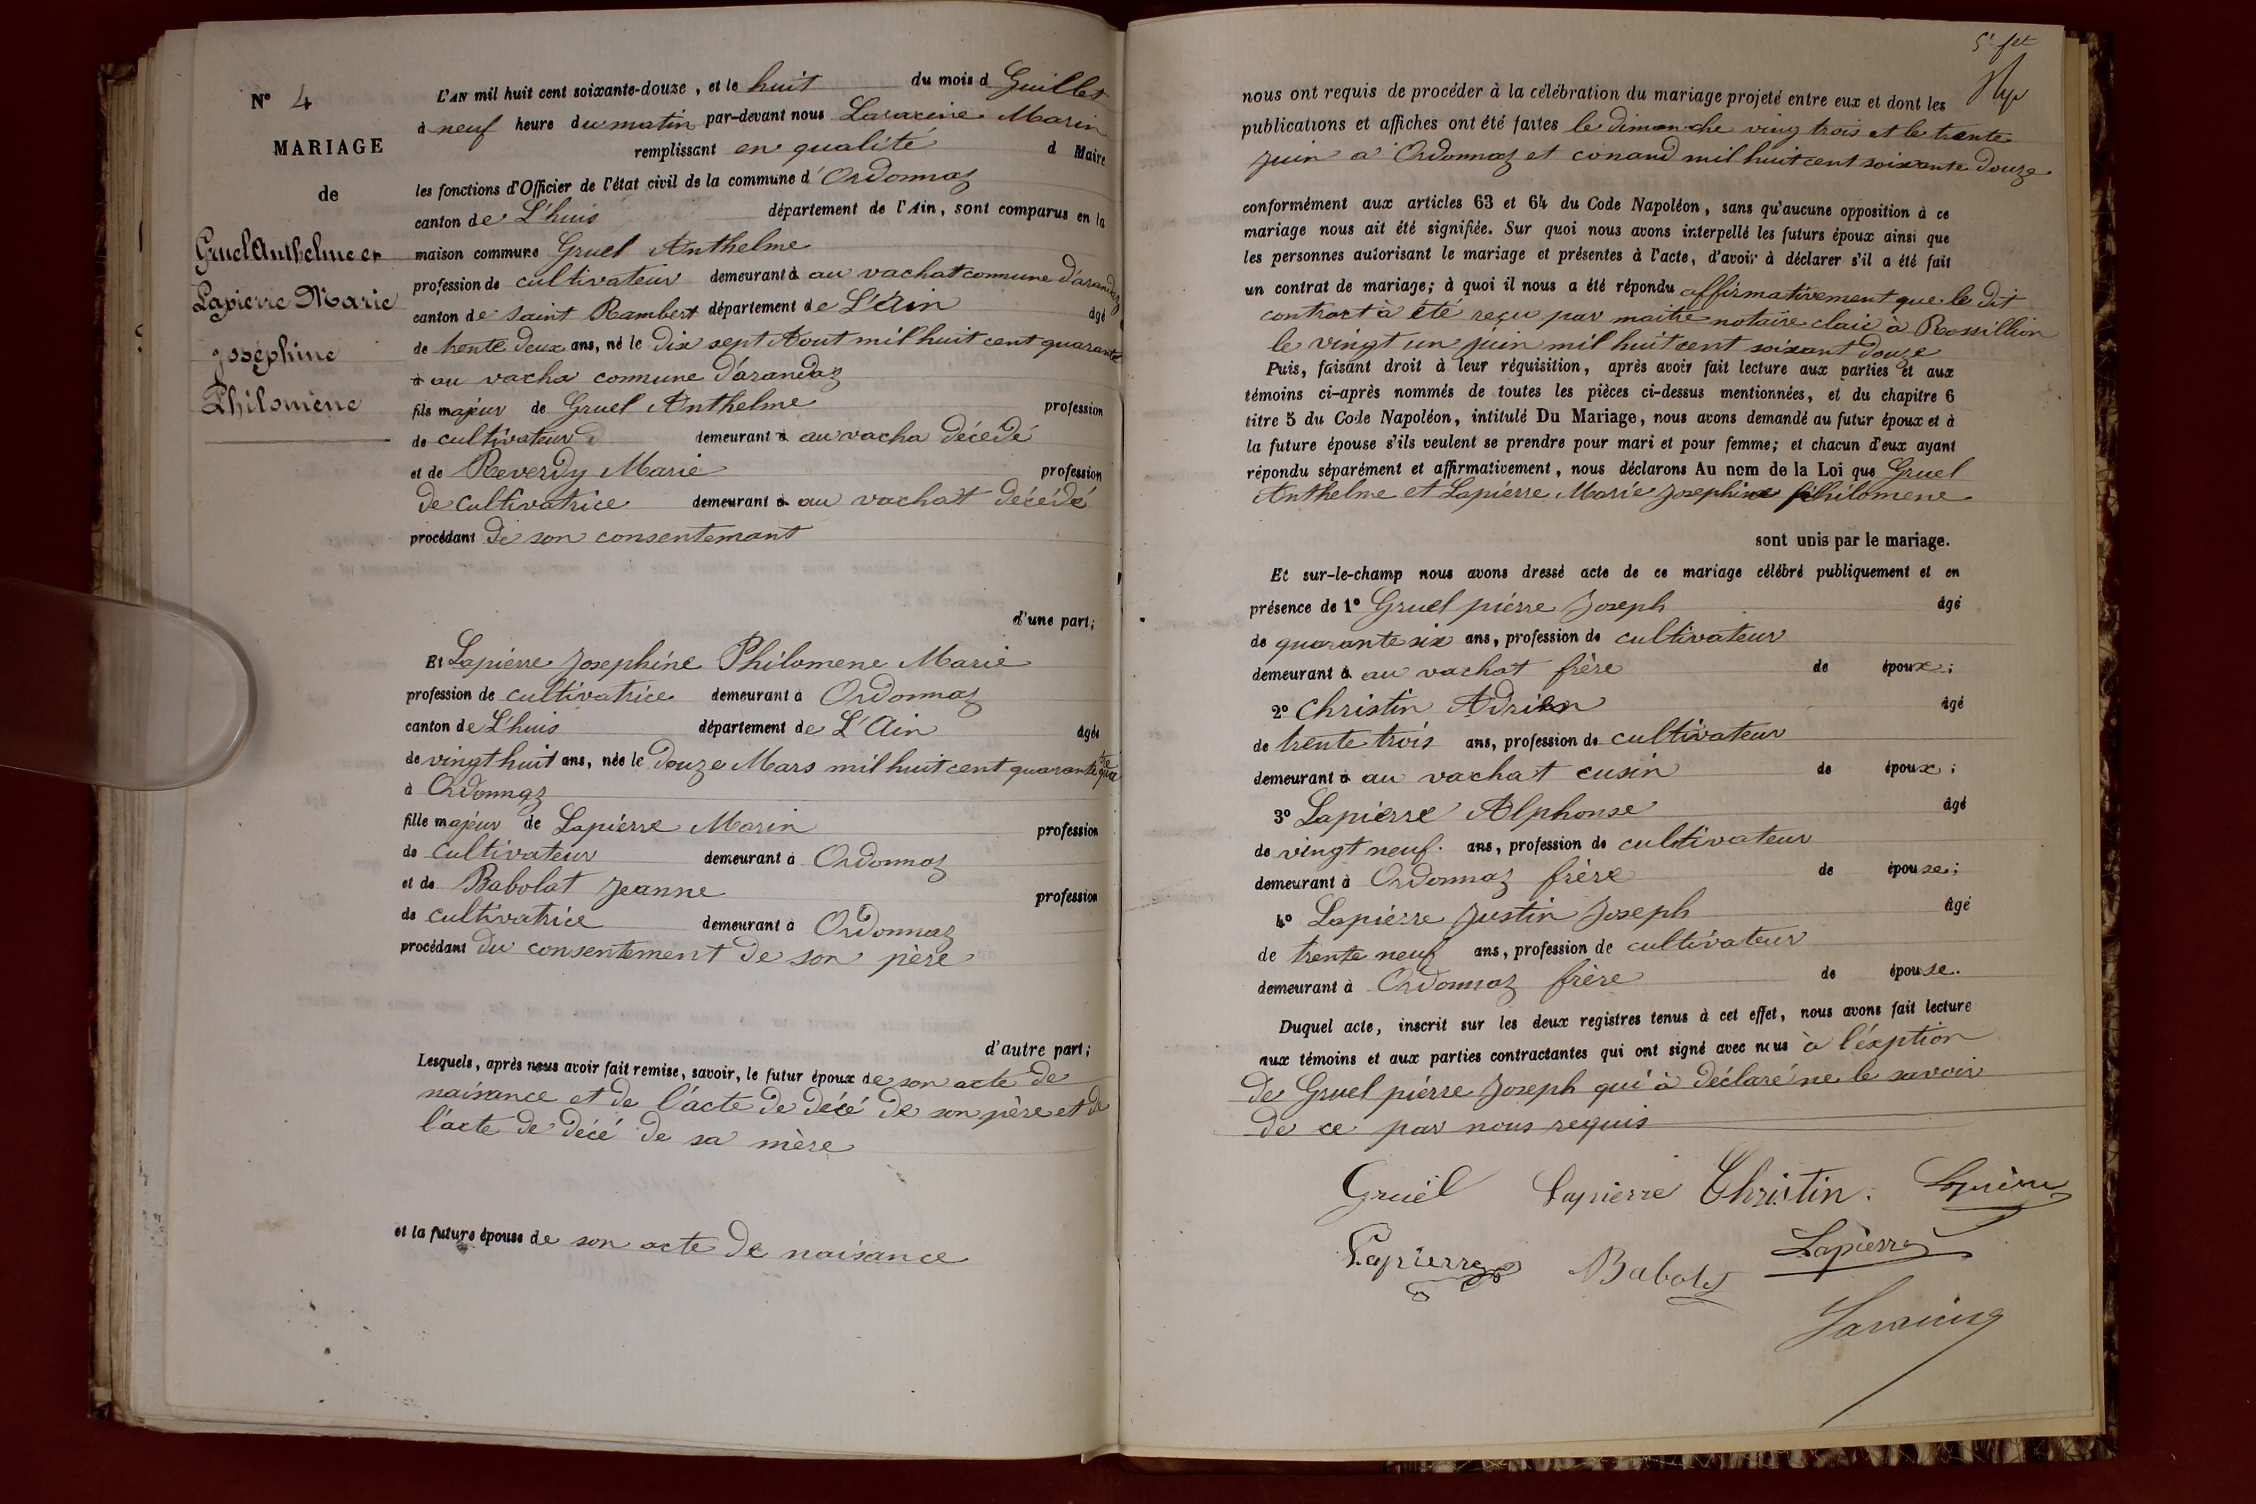 N° 4
MARIAGE
de
Gruel Anthelme et
Lapierre Marie
Joséphine
Philomène
L'AN mil huit cent soixante-douze, et le huit du mois d Guillet
à neuf heure du matin par-devant nous Laracine Marin
remplissant en qualité d Maire
les fonctions d'Officier de l'état civil de la commune d'Ordonnaz
canton de L'huis département de l'Ain, sont comparus en la
maison commune Gruel Anthelme
profession de cultivateur demeurant à au vachat comune d'arandaz
canton de saint Rambert département de L'Ain âgé
de trente deux ans, né le dix sept Aout mil huit cent quarante
à au vacha commune d'arandaz
fils majeur de Gruel Anthelme profession
de cultivateur demeurant à au vacha décédé
et de Reverdy Marie profession
de cultivatrice demeurant à au vachat décédé
procédant de son consentemant
d'une part;
Et Lapierre Josephine Philomene Marie
profession de cultivatrice demeurant à Ordonnaz
canton de L'huis département de L'Ain âgée
de vingt huit ans, née le douze Mars mil huit cent quarante qua tre
à Ordonnaz
fille majeur de Lapierre Marin profession
de cultivateur demeurant à Ordonnaz
et de Babolat Jeanne profession
de cultivatrice demeurant à Ordonnaz
procédant du consentement de son père
d'autre part;
Lesquels, après nous avoir fait remise, savoir, le futur époux de son acte de
naisance et de l'acte de décé de son père et de
l'acte de décé de sa mère
et la future épouse de son acte de naisance
5e fet
nous ont requis de procéder à la célébration du mariage projeté entre eux et dont les
publications et affiches ont été faites le dimenche ving trois et le trente
juin a Ordonnaz et conand mil huit cent soixante douze
conformément aux articles 63 et 64 du Code Napoléon, sans qu'aucune opposition à ce
mariage nous ait été signifiée. Sur quoi nous avons interpellé les futurs époux ainsi que
les personnes autorisant le mariage et présentes à l'acte, d'avoir à déclarer s'il a été fait
un contrat de mariage; à quoi il nous a été répondu affirmativement que le dit
contrart à été reçu par maitre notaire claie à Rossillion
le vingt un juin mil huit cent soixant douze
Puis, faisant droit à leur réquisition, après avoir fait lecture aux parties et aux
témoins ci-après nommés de toutes les pièces ci-dessus mentionnées, et du chapitre 6
titre 5 du Code Napoléon, intitulé Du Mariage, nous avons demandé au futur époux et à
la future épouse s'ils veulent se prendre pour mari et pour femme; et chacun d'eux ayant
répondu séparément et affirmativement, nous déclarons Au nom de la Loi que Gruel
Anthelme et Lapierre Marie Josephine philomene
sont unis par le mariage.
Et sur-le-champ nous avons dressé acte de ce mariage célébré publiquement et en
présence de 1° Gruel pierre Joseph âgé
de quarante six ans, profession de cultivateur
demeurant à au vachat frère de époux;
2° Christin Adrien âgé
de trente trois ans, profession de cultivateur
demeurant à au vachat cusin de époux;
3° Lapierre Alphonse âgé
de vingt neuf ans, profession de cultivateur
demeurant à Ordonnaz frère de épouse;
4° Lapierre Justin Joseph âgé
de trente neuf ans, profession de cultivateur
demeurant à Ordonnaz frère de épouse.
Duquel acte, inscrit sur les deux registres tenus à cet effet, nous avons fait lecture
aux témoins et aux parties contractantes qui ont signé avec nous à l'éxption
de Gruel pierre Joseph qui à déclaré ne le savoir
de ce par nous requis
Gruel Lapierre Christin. Lapierre
Lapierre Babolat Lapierre
Laracine